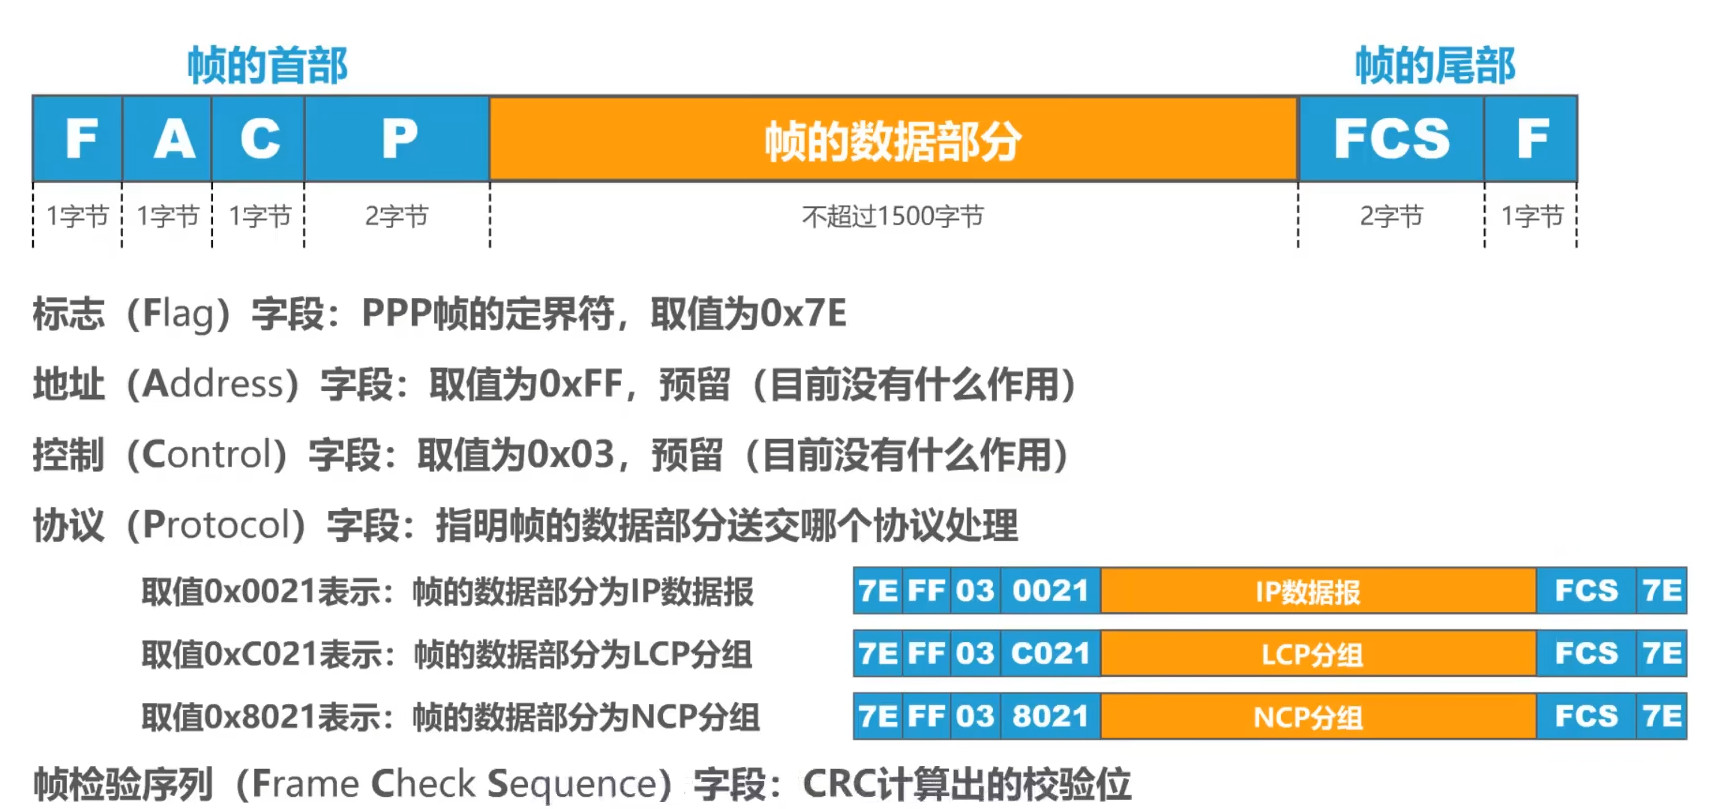 帧的首部 帧的尾部
F A C P 帧的数据部分 FCS F
1字节 1字节 1字节 2字节 不超过1500字节 2字节 1字节
标志（Flag）字段：PPP帧的定界符，取值为0x7E
地址（Address）字段：取值为0xFF，预留（目前没有什么作用）
控制（Control）字段：取值为0x03，预留（目前没有什么作用）
协议（Protocol）字段：指明帧的数据部分送交哪个协议处理
取值0x0021表示：帧的数据部分为IP数据报 7E FF 03 0021 IP数据报 FCS 7E
取值0xC021表示：帧的数据部分为LCP分组 7E FF 03 C021 LCP分组 FCS 7E
取值0x8021表示：帧的数据部分为NCP分组 7E FF 03 8021 NCP分组 FCS 7E
帧检验序列（Frame Check Sequence）字段：CRC计算出的校验位